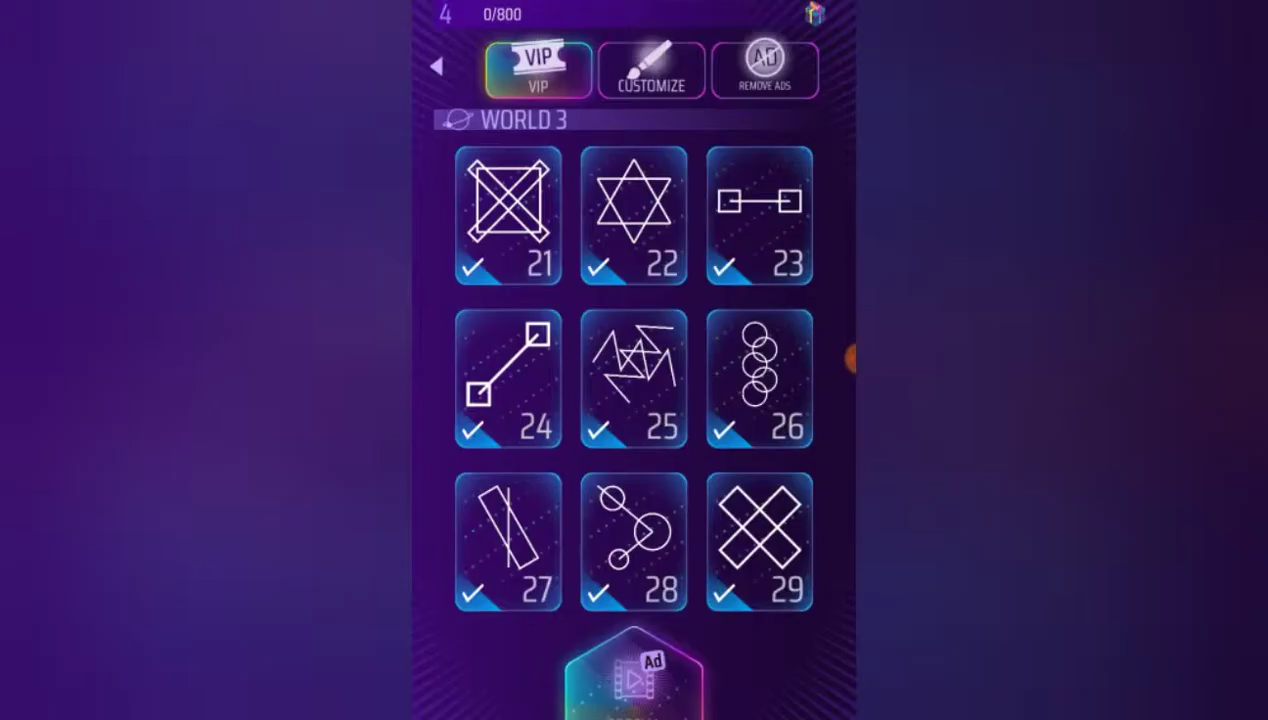 4 0/800
VIP
VIP CUSTOMIZE REMOVE ADS
AD
WORLD 3
21 22 23
24 25 26
27 28 29
Ad